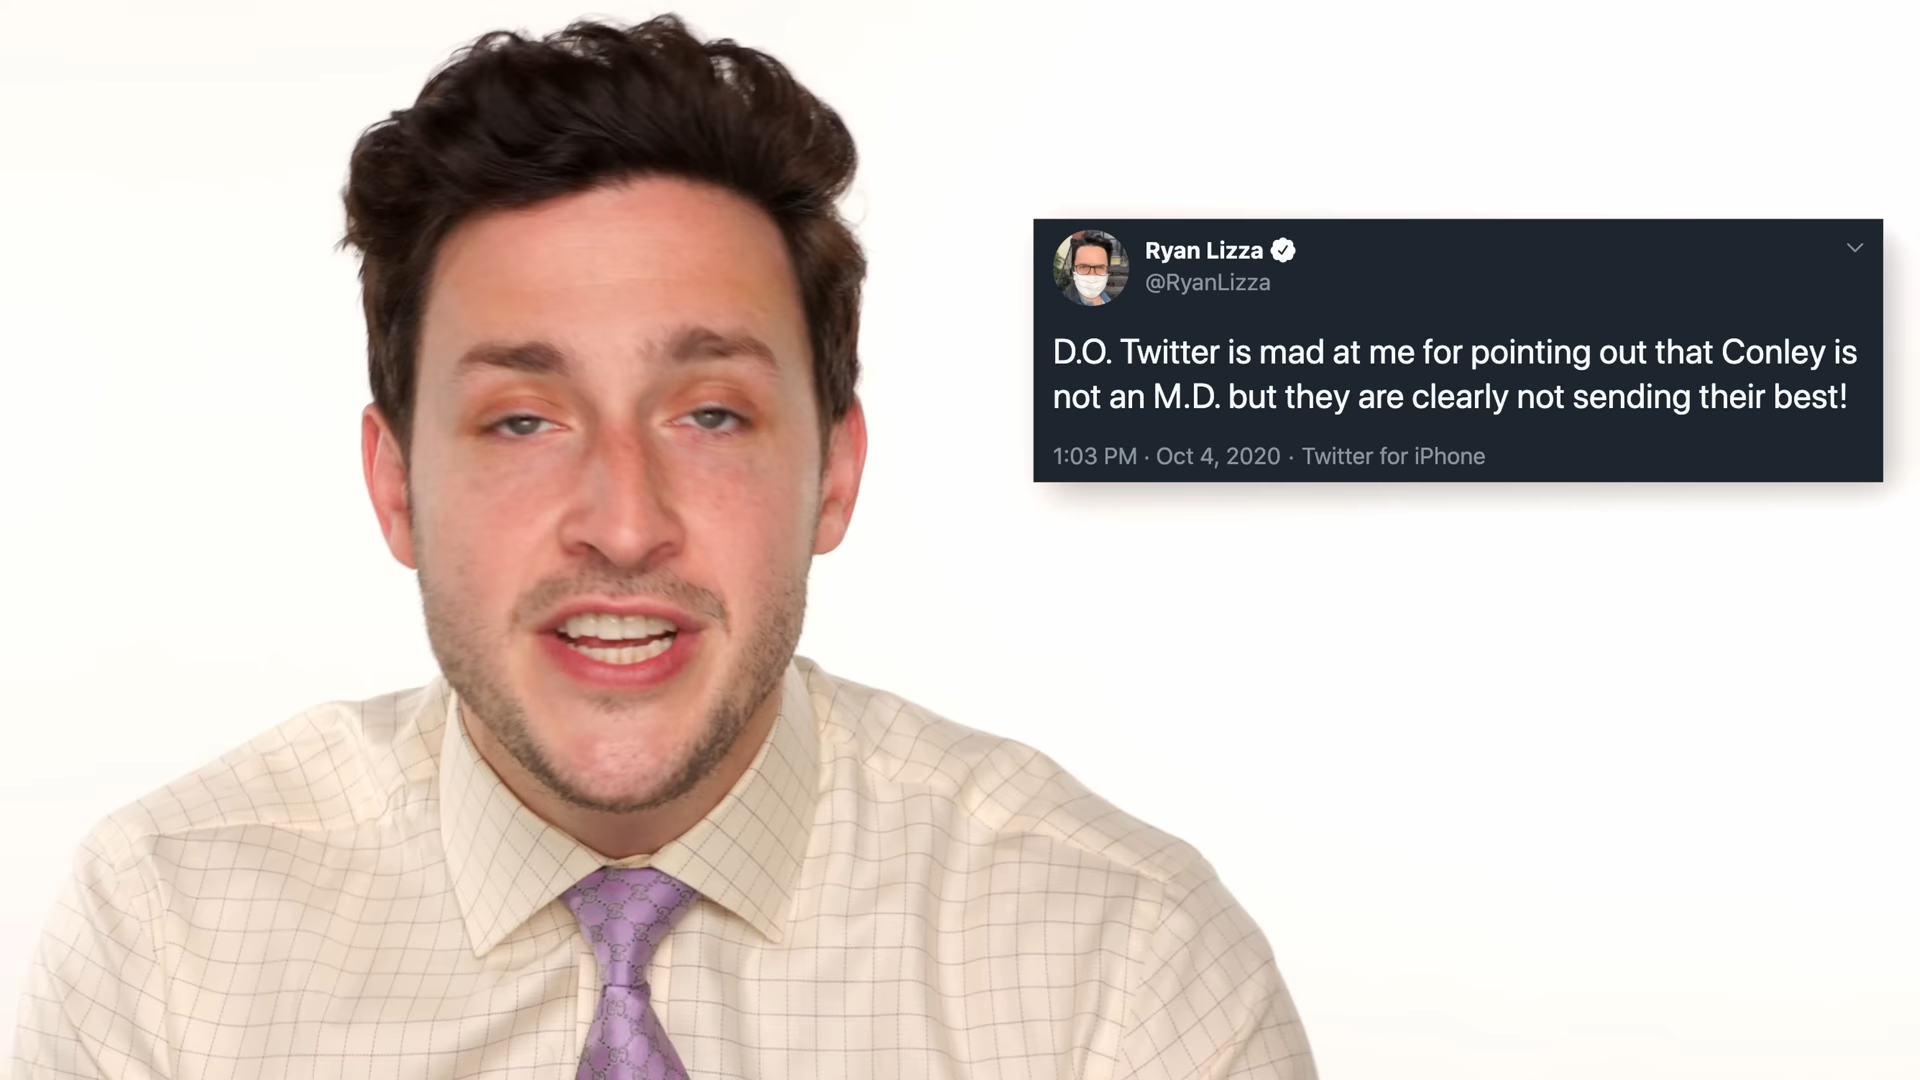 Ryan Lizza
@RyanLizza
D.O. Twitter is mad at me for pointing out that Conley is
not an M.D. but they are clearly not sending their best!
1:03 PM · Oct 4, 2020 · Twitter for iPhone